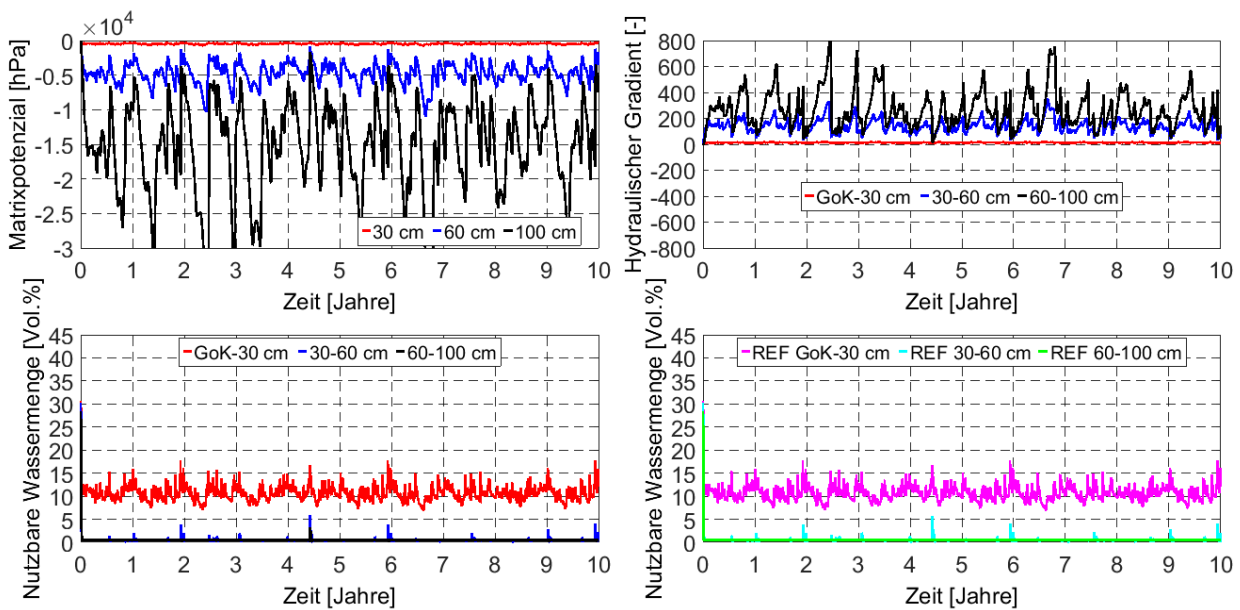 ×10⁴
Matrixpotenzial [hPa]
0
-0.5
-1
-1.5
-2
-2.5
-3
30 cm 60 cm 100 cm
0 1 2 3 4 5 6 7 8 9 10
Zeit [Jahre]
Hydraulischer Gradient [-]
800
600
400
200
0
-200
-400
-600
-800
GoK-30 cm 30-60 cm 60-100 cm
0 1 2 3 4 5 6 7 8 9 10
Zeit [Jahre]
Nutzbare Wassermenge [Vol.%]
45
40
35
30
25
20
15
10
5
0
GoK-30 cm 30-60 cm 60-100 cm
0 1 2 3 4 5 6 7 8 9 10
Zeit [Jahre]
Nutzbare Wassermenge [Vol.%]
45
40
35
30
25
20
15
10
5
0
REF GoK-30 cm REF 30-60 cm REF 60-100 cm
0 1 2 3 4 5 6 7 8 9 10
Zeit [Jahre]